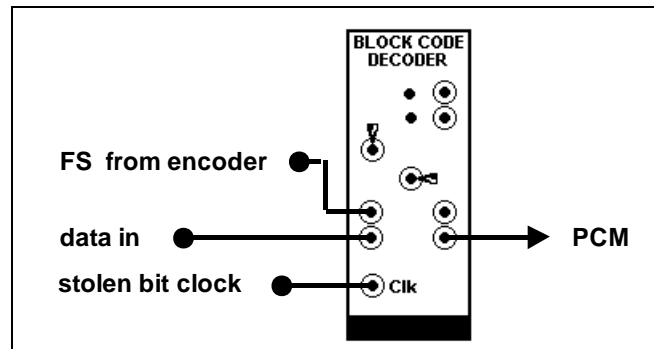 BLOCK CODE
DECODER
FS from encoder
data in
PCM
stolen bit clock
Clk